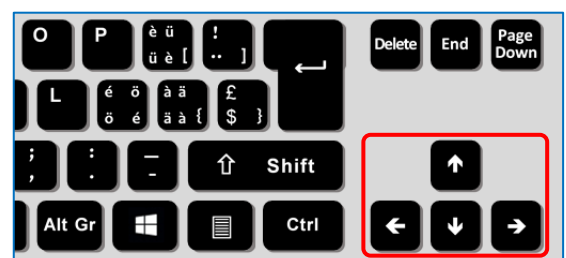 O P è ü ! Delete End Page
ü è [ ¨ ] Down
L é ö à ä £
ö é ä à { $ }
; : _ Shift
, . -
Alt Gr Ctrl